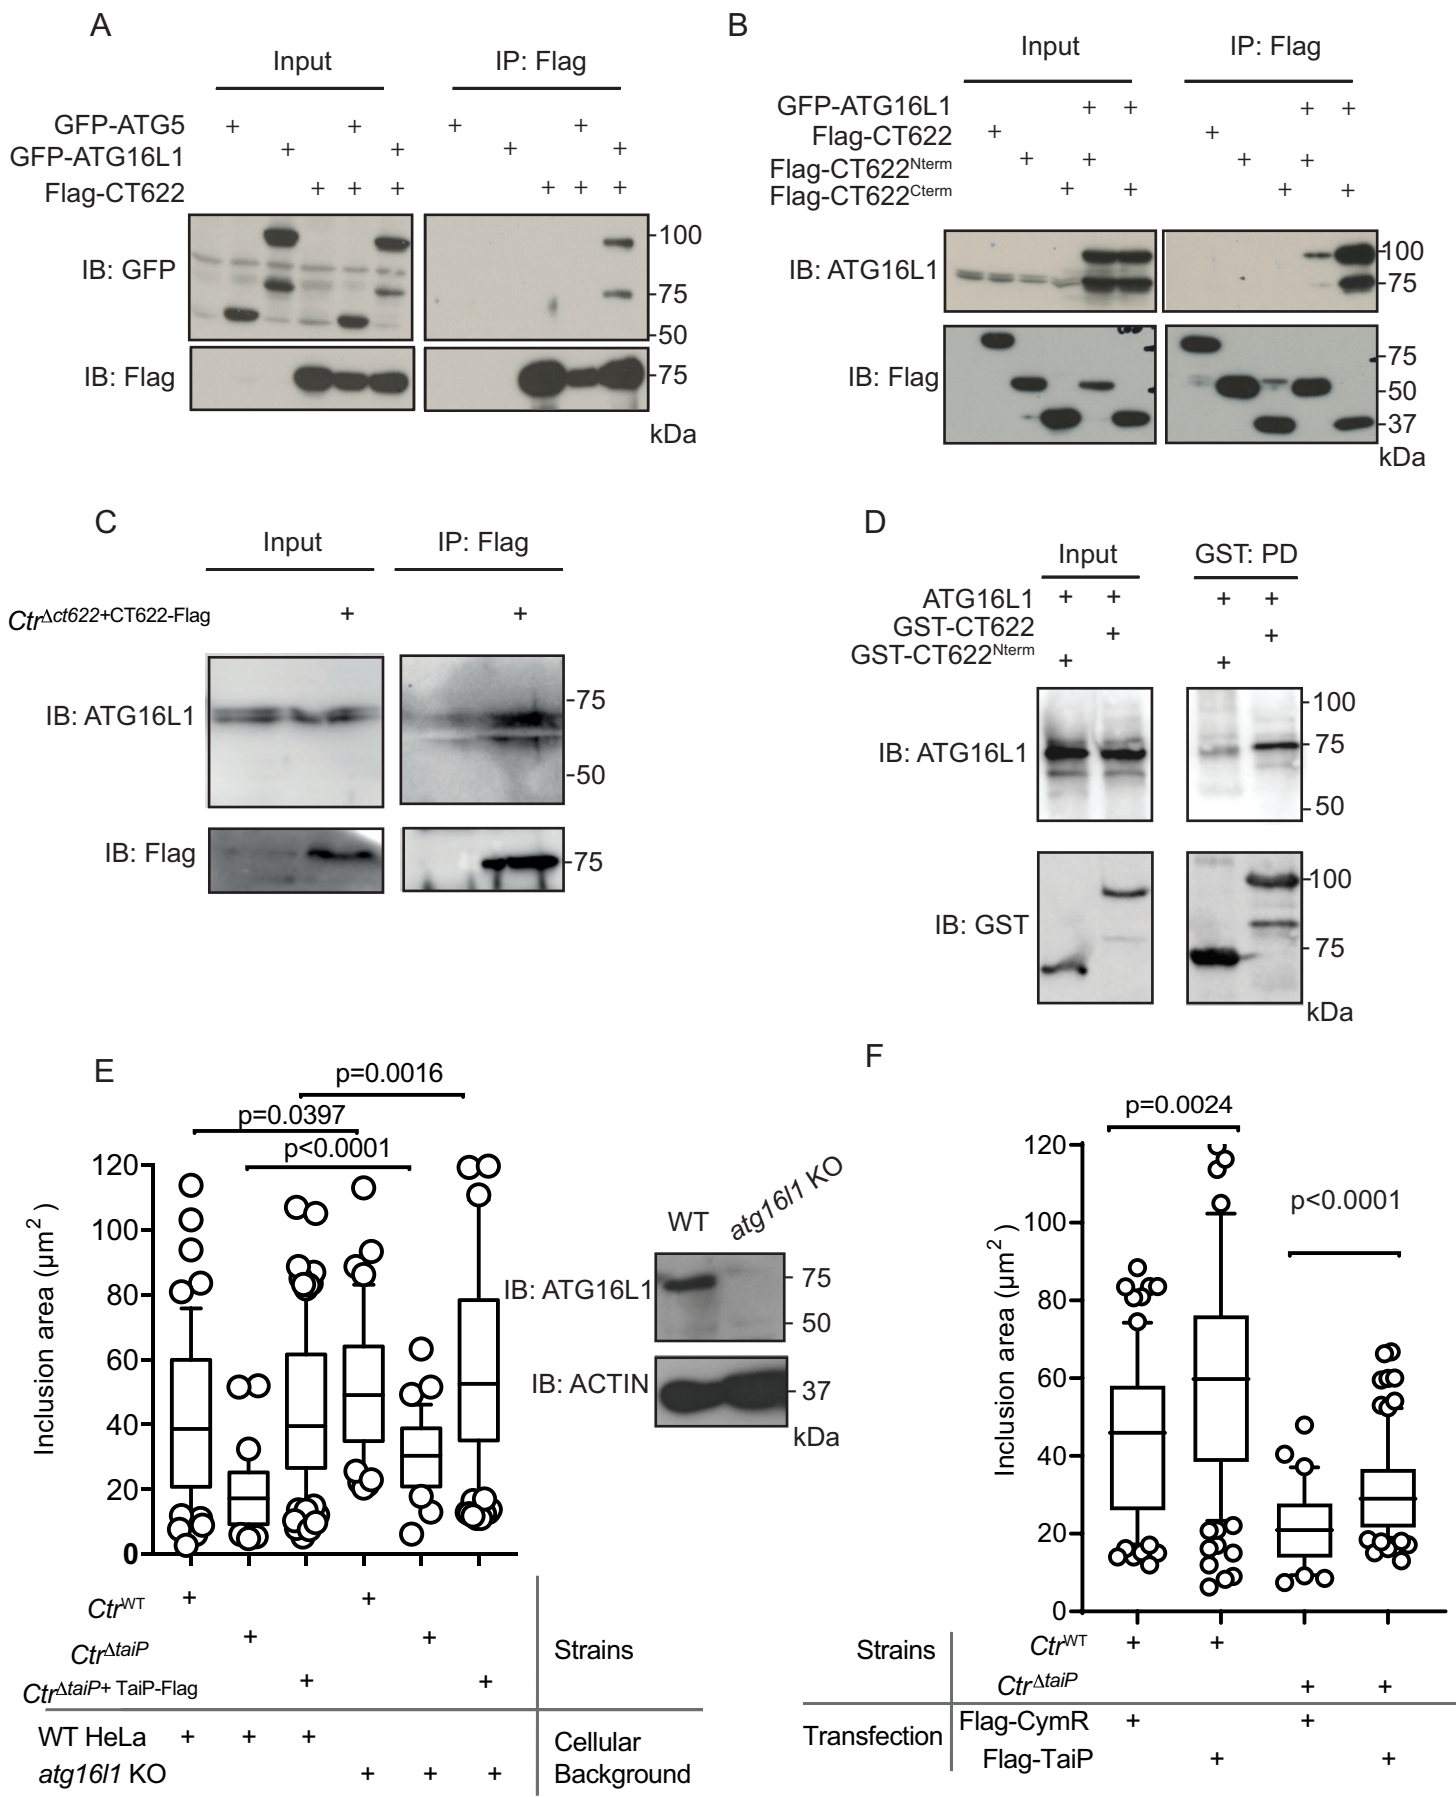 A
Input
IP: Flag
GFP-ATG5 + + + +
GFP-ATG16L1 + + + +
Flag-CT622 + + + + + +
IB: GFP
100
75
50
IB: Flag
75
kDa
B
Input
IP: Flag
GFP-ATG16L1 + + + +
Flag-CT622 + +
Flag-CT622Nterm + + + +
Flag-CT622Cterm + + + +
IB: ATG16L1
100
75
IB: Flag
75
50
37
kDa
C
Input
IP: Flag
CtrΔct622+CT622-Flag + +
IB: ATG16L1
75
50
IB: Flag
75
D
Input
GST: PD
ATG16L1 + + + +
GST-CT622 + +
GST-CT622Nterm + +
IB: ATG16L1
100
75
50
IB: GST
100
75
kDa
E
p=0.0016
p=0.0397
p<0.0001
Inclusion area (µm2)
120
100
80
60
40
20
0
CtrWT + +
CtrΔtaiP + +
CtrΔtaiP+ TaiP-Flag + +
Strains
WT HeLa + + +
atg16l1 KO + + +
Cellular
Background
WT
atg16l1 KO
IB: ATG16L1
75
50
IB: ACTIN
37
kDa
F
p=0.0024
p<0.0001
Inclusion area (µm2)
120
100
80
60
40
20
0
Strains
CtrWT + +
CtrΔtaiP + +
Transfection
Flag-CymR + +
Flag-TaiP + +